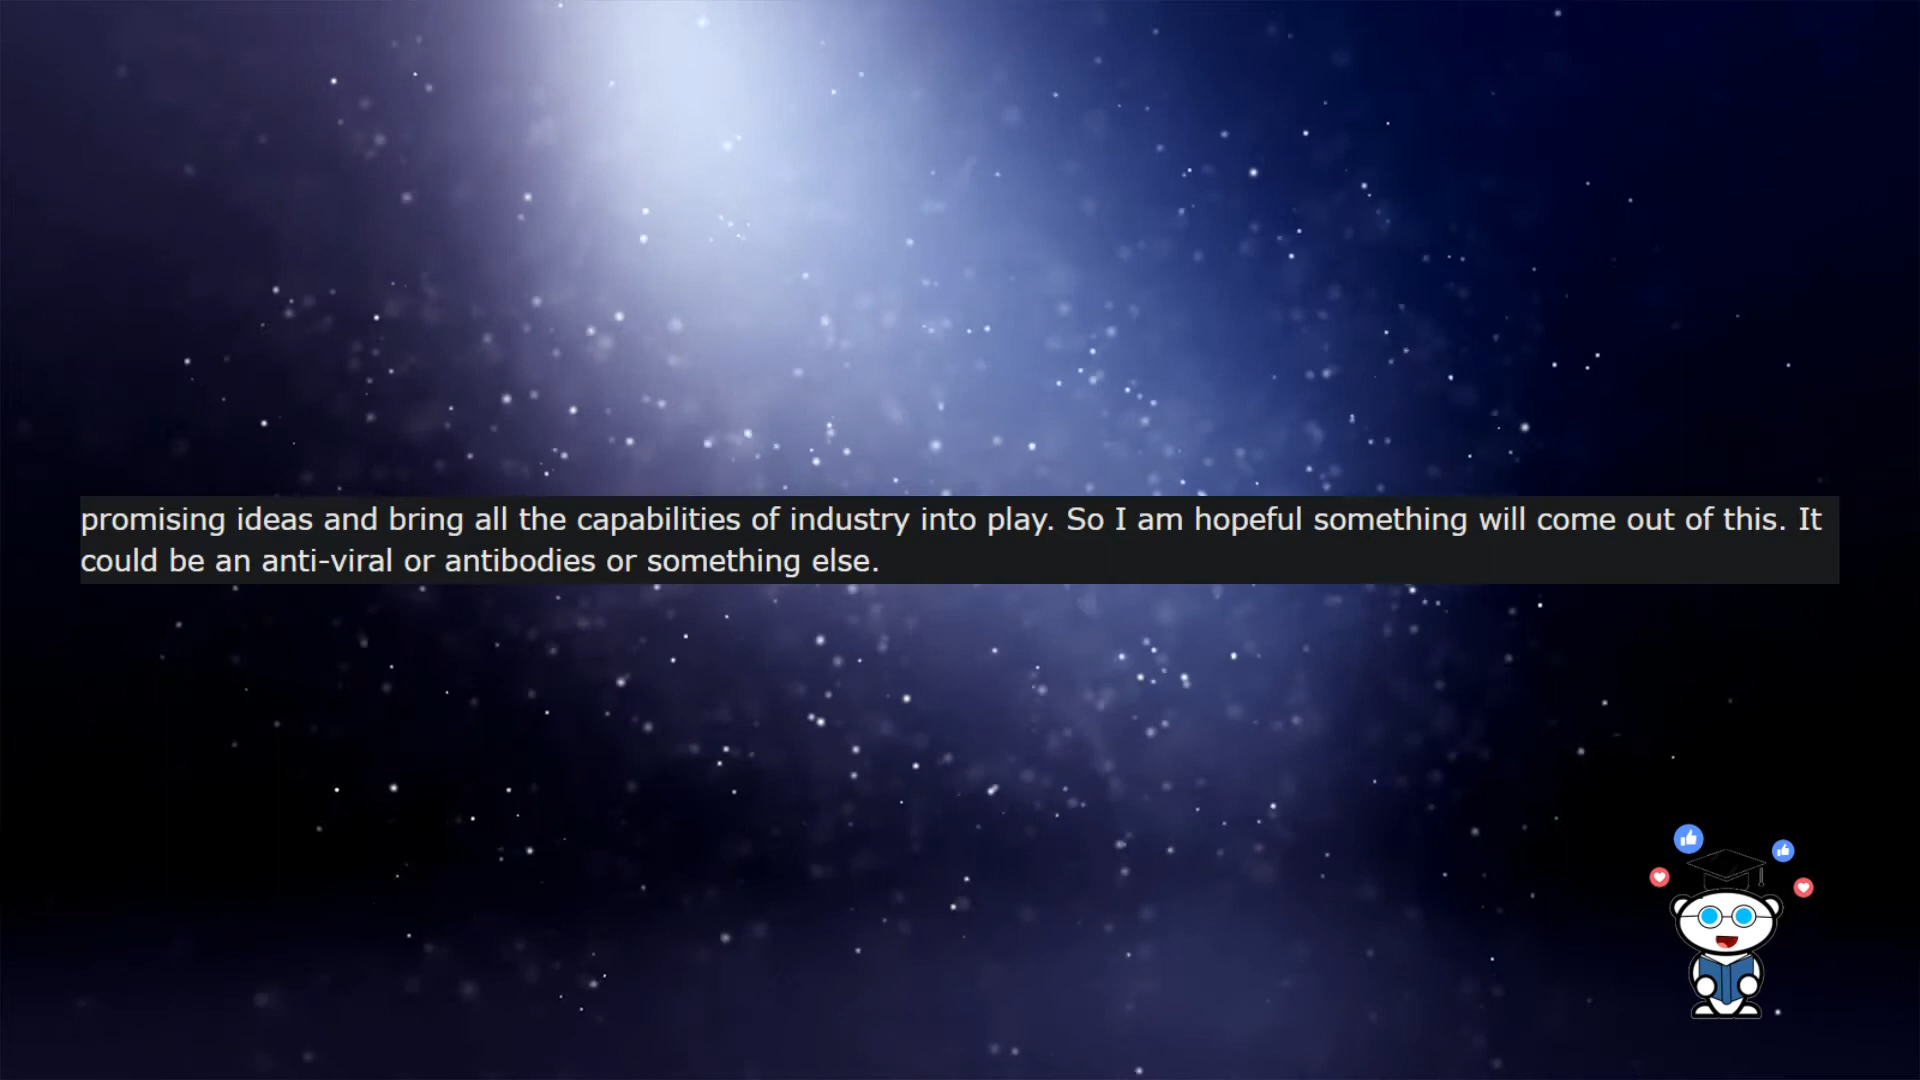 promising ideas and bring all the capabilities of industry into play. So I am hopeful something will come out of this. It
could be an anti-viral or antibodies or something else.